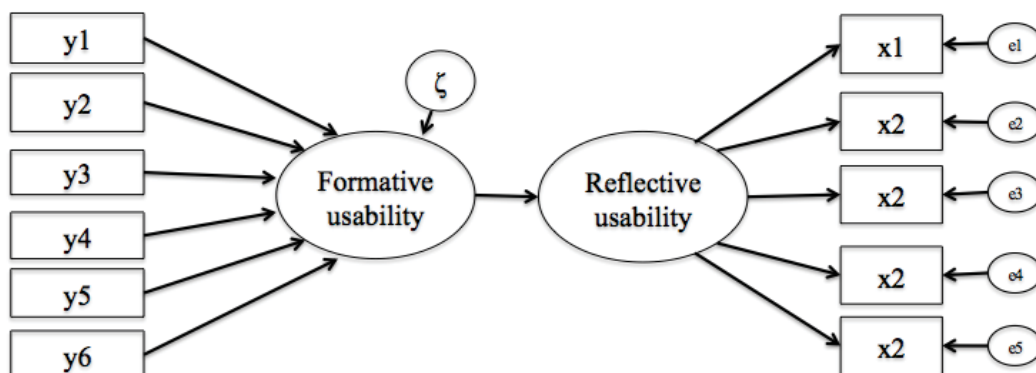 y1
y2
y3
y4
y5
y6
ζ
Formative
usability
Reflective
usability
x1
x2
x2
x2
x2
e1
e2
e3
e4
e5